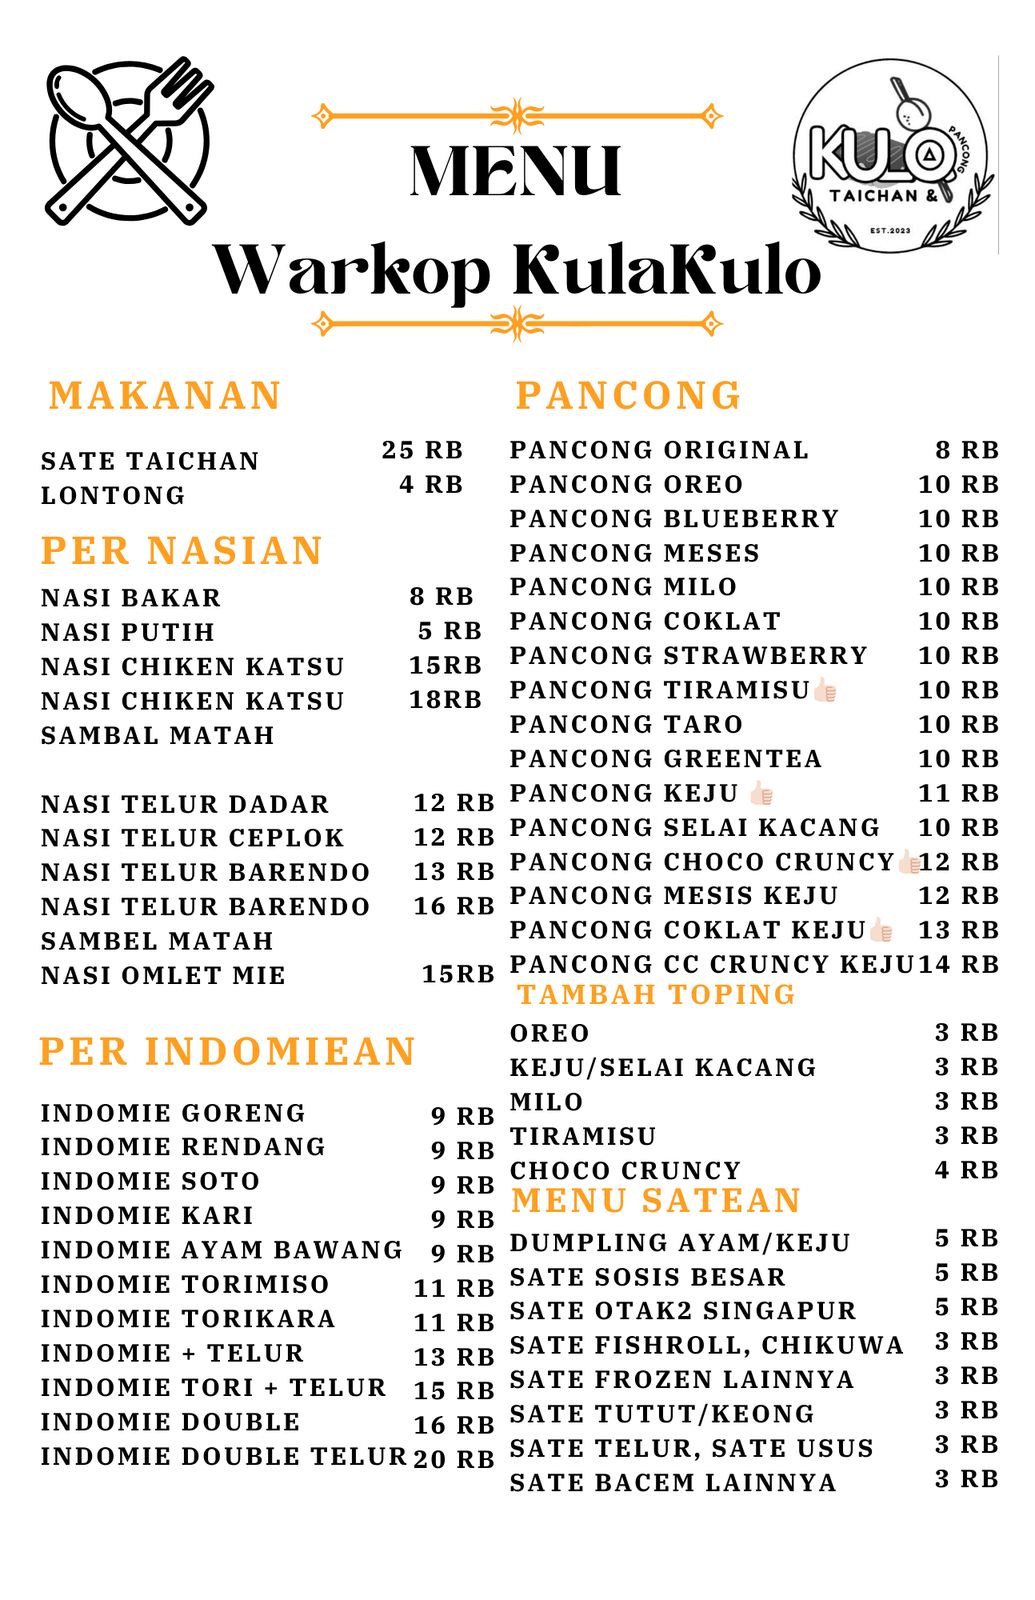 MENU
Warkop KulaKulo
KULO
PANCONG
TAICHAN &
EST.2023
MAKANAN
SATE TAICHAN 25 RB
LONTONG 4 RB
PER NASIAN
NASI BAKAR 8 RB
NASI PUTIH 5 RB
NASI CHIKEN KATSU 15RB
NASI CHIKEN KATSU 18RB
SAMBAL MATAH
NASI TELUR DADAR 12 RB
NASI TELUR CEPLOK 12 RB
NASI TELUR BARENDO 13 RB
NASI TELUR BARENDO 16 RB
SAMBEL MATAH
NASI OMLET MIE 15RB
PER INDOMIEAN
INDOMIE GORENG 9 RB
INDOMIE RENDANG 9 RB
INDOMIE SOTO 9 RB
INDOMIE KARI 9 RB
INDOMIE AYAM BAWANG 9 RB
INDOMIE TORIMISO 11 RB
INDOMIE TORIKARA 11 RB
INDOMIE + TELUR 13 RB
INDOMIE TORI + TELUR 15 RB
INDOMIE DOUBLE 16 RB
INDOMIE DOUBLE TELUR 20 RB
PANCONG
PANCONG ORIGINAL 8 RB
PANCONG OREO 10 RB
PANCONG BLUEBERRY 10 RB
PANCONG MESES 10 RB
PANCONG MILO 10 RB
PANCONG COKLAT 10 RB
PANCONG STRAWBERRY 10 RB
PANCONG TIRAMISU👍🏻 10 RB
PANCONG TARO 10 RB
PANCONG GREENTEA 10 RB
PANCONG KEJU 👍🏻 11 RB
PANCONG SELAI KACANG 10 RB
PANCONG CHOCO CRUNCY👍🏻 12 RB
PANCONG MESIS KEJU 12 RB
PANCONG COKLAT KEJU👍🏻 13 RB
PANCONG CC CRUNCY KEJU 14 RB
TAMBAH TOPING
OREO 3 RB
KEJU/SELAI KACANG 3 RB
MILO 3 RB
TIRAMISU 3 RB
CHOCO CRUNCY 4 RB
MENU SATEAN
DUMPLING AYAM/KEJU 5 RB
SATE SOSIS BESAR 5 RB
SATE OTAK2 SINGAPUR 5 RB
SATE FISHROLL, CHIKUWA 3 RB
SATE FROZEN LAINNYA 3 RB
SATE TUTUT/KEONG 3 RB
SATE TELUR, SATE USUS 3 RB
SATE BACEM LAINNYA 3 RB